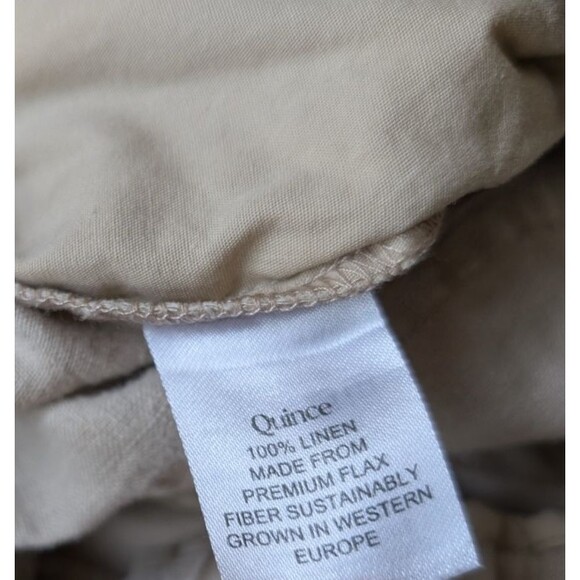 Quince
100% LINEN
MADE FROM
PREMIUM FLAX
FIBER SUSTAINABLY
GROWN IN WESTERN
EUROPE